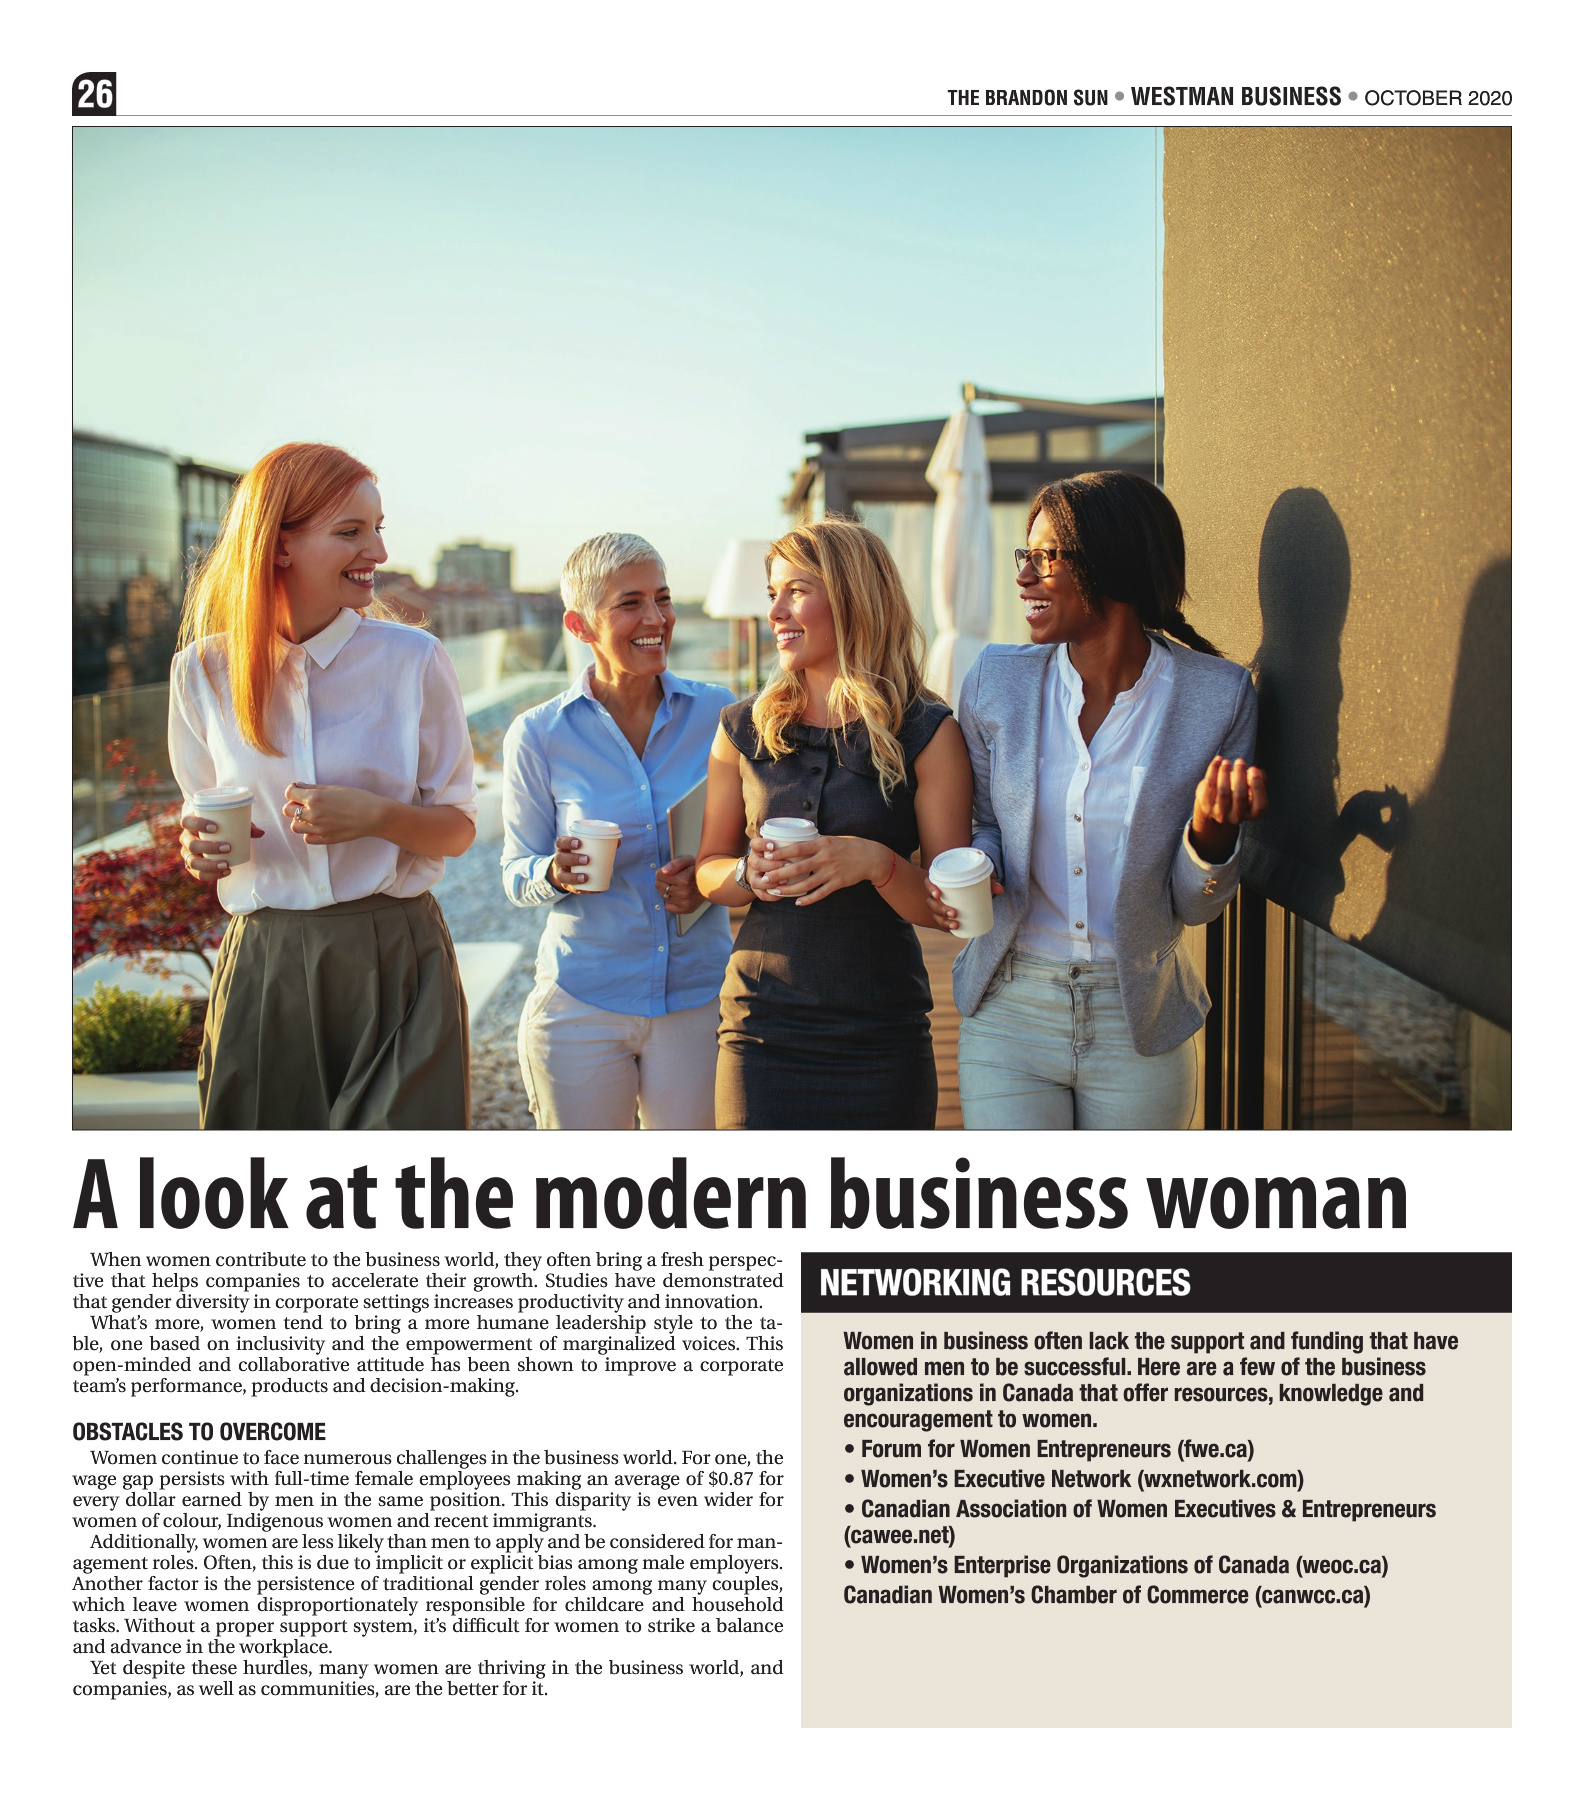 26
THE BRANDON SUN • WESTMAN BUSINESS • OCTOBER 2020
A look at the modern business woman
When women contribute to the business world, they often bring a fresh perspec-
tive that helps companies to accelerate their growth. Studies have demonstrated
that gender diversity in corporate settings increases productivity and innovation.
What's more, women tend to bring a more humane leadership style to the ta-
ble, one based on inclusivity and the empowerment of marginalized voices. This
open-minded and collaborative attitude has been shown to improve a corporate
team's performance, products and decision-making.
OBSTACLES TO OVERCOME
Women continue to face numerous challenges in the business world. For one, the
wage gap persists with full-time female employees making an average of $0.87 for
every dollar earned by men in the same position. This disparity is even wider for
women of colour, Indigenous women and recent immigrants.
Additionally, women are less likely than men to apply and be considered for man-
agement roles. Often, this is due to implicit or explicit bias among male employers.
Another factor is the persistence of traditional gender roles among many couples,
which leave women disproportionately responsible for childcare and household
tasks. Without a proper support system, it's difficult for women to strike a balance
and advance in the workplace.
Yet despite these hurdles, many women are thriving in the business world, and
companies, as well as communities, are the better for it.
NETWORKING RESOURCES
Women in business often lack the support and funding that have
allowed men to be successful. Here are a few of the business
organizations in Canada that offer resources, knowledge and
encouragement to women.
• Forum for Women Entrepreneurs (fwe.ca)
• Women's Executive Network (wxnetwork.com)
• Canadian Association of Women Executives & Entrepreneurs
(cawee.net)
• Women's Enterprise Organizations of Canada (weoc.ca)
Canadian Women's Chamber of Commerce (canwcc.ca)